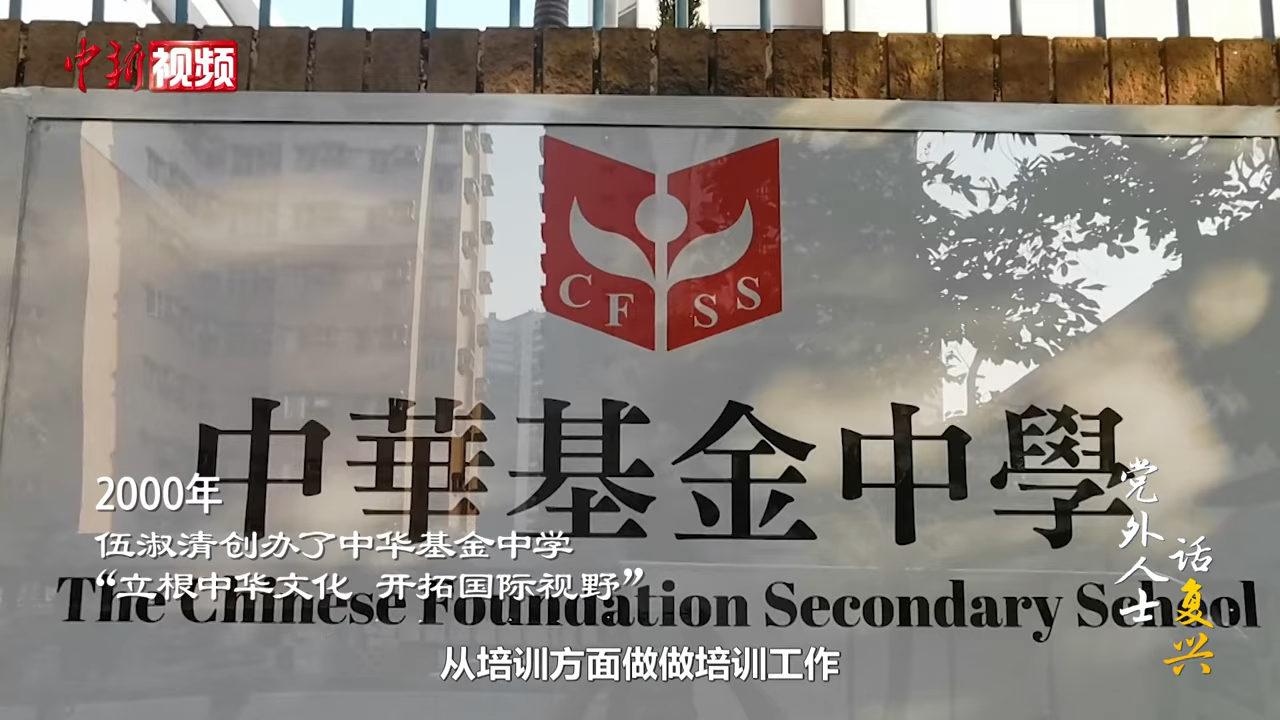 中新视频
CFSS
中華基金中學
The Chinese Foundation Secondary School
2000年
伍淑清创办了中华基金中学
“立根中华文化 开拓国际视野”
党外人士
话复兴
从培训方面做做培训工作